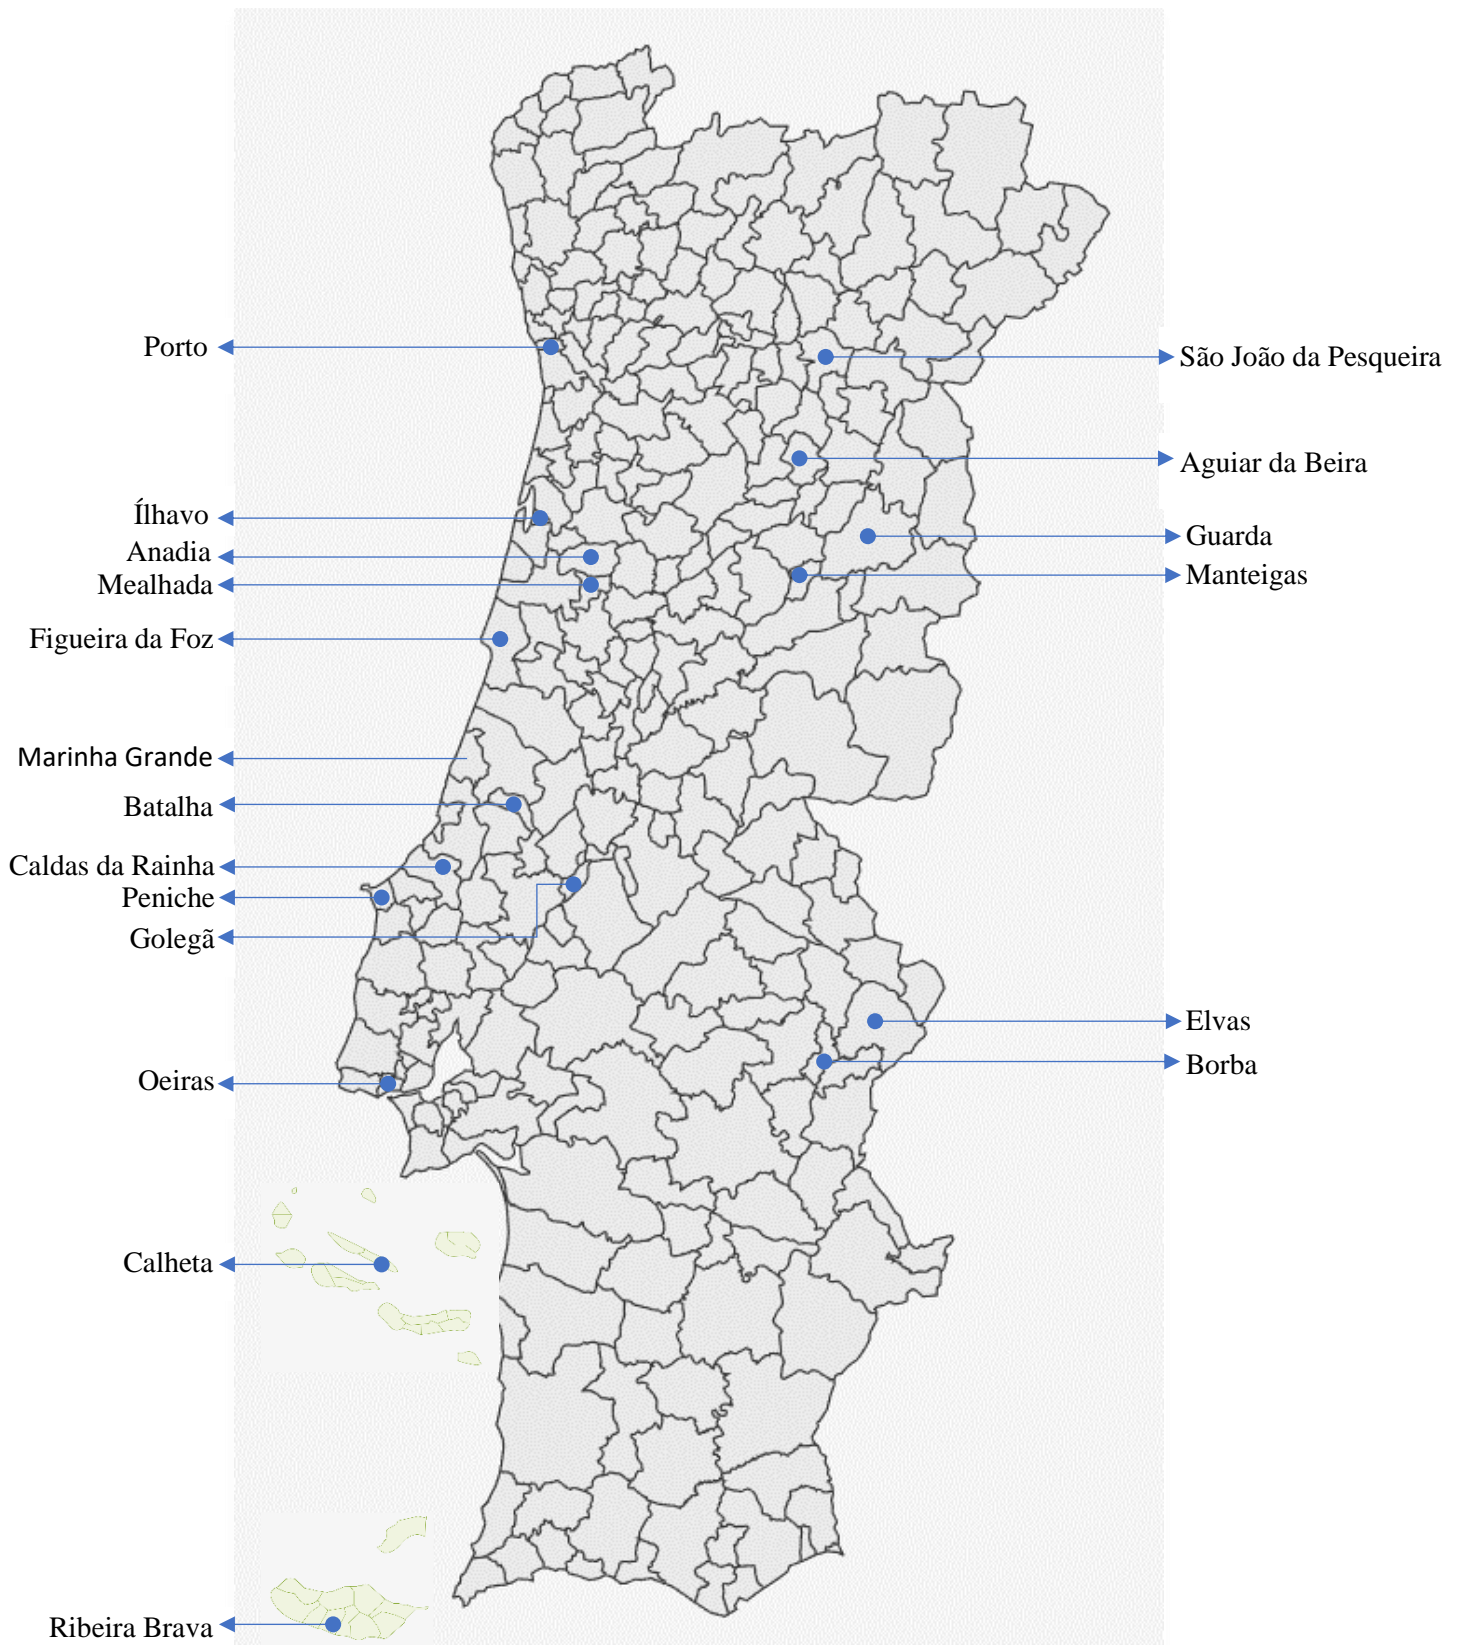 Porto
São João da Pesqueira
Aguiar da Beira
Ílhavo
Guarda
Anadia
Manteigas
Mealhada
Figueira da Foz
Marinha Grande
Batalha
Caldas da Rainha
Peniche
Golegã
Elvas
Borba
Oeiras
Calheta
Ribeira Brava